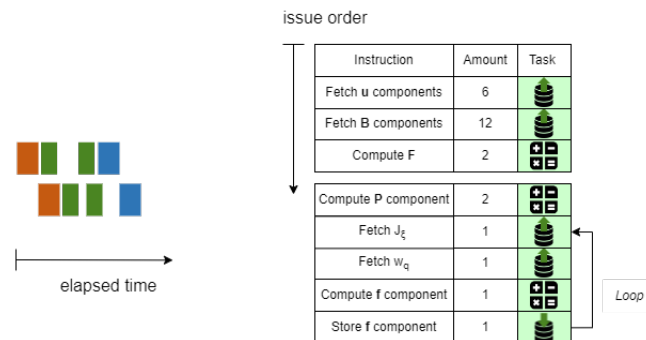 issue order
Instruction Amount Task
Fetch u components 6
Fetch B components 12
Compute F 2
Compute P component 2
Fetch Jξ 1
Fetch wq 1
Compute f component 1
Store f component 1
Loop
elapsed time